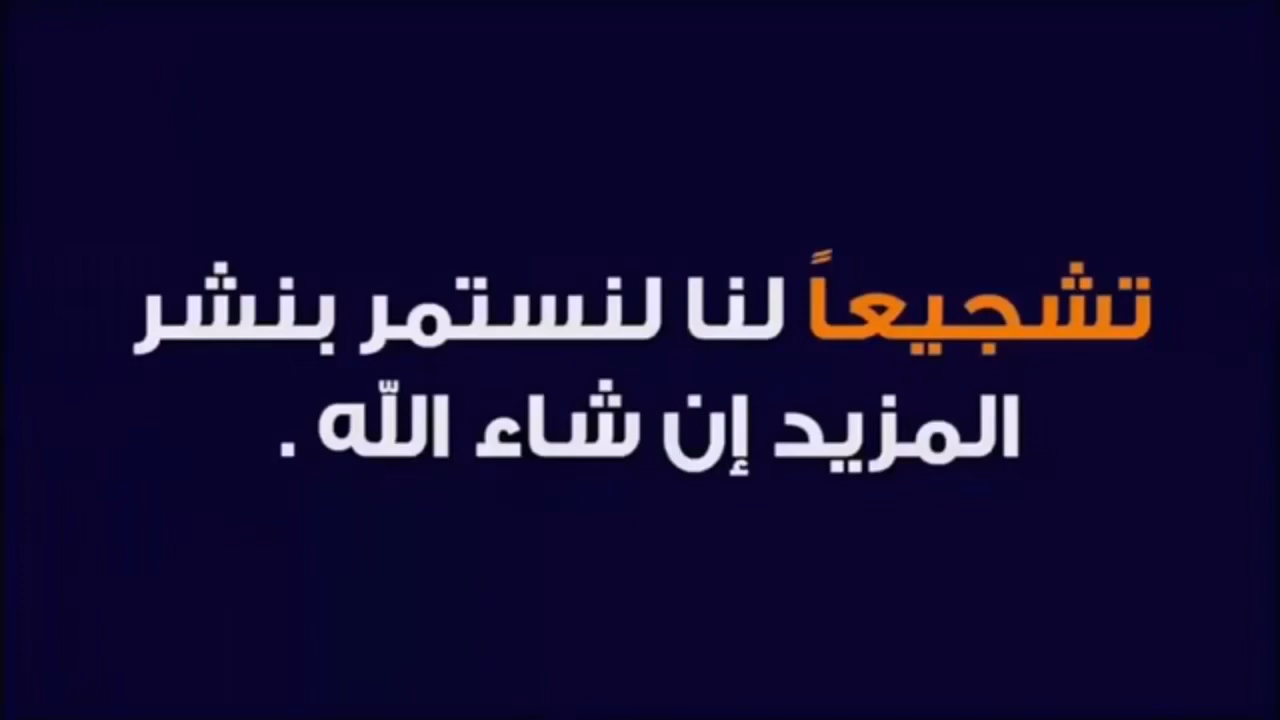 تشجيعاً لنا لنستمر بنشر
المزيد إن شاء الله .